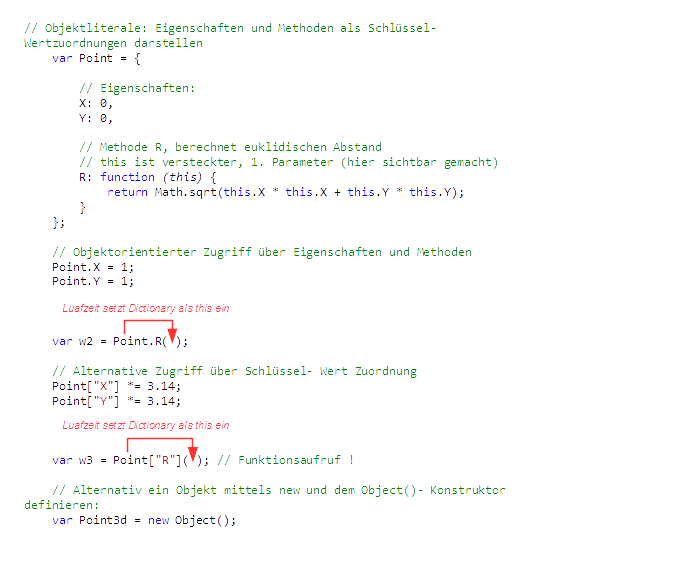 // Objektliterale: Eigenschaften und Methoden als Schlüssel-
Wertzuordnungen darstellen
var Point = {
// Eigenschaften:
X: 0,
Y: 0,
// Methode R, berechnet euklidischen Abstand
// this ist versteckter, 1. Parameter (hier sichtbar gemacht)
R: function (this) {
return Math.sqrt(this.X * this.X + this.Y * this.Y);
}
};
// Objektorientierter Zugriff über Eigenschaften und Methoden
Point.X = 1;
Point.Y = 1;
Luafzeit setzt Dictionary als this ein
var w2 = Point.R( );
// Alternative Zugriff über Schlüssel- Wert Zuordnung
Point["X"] *= 3.14;
Point["Y"] *= 3.14;
Luafzeit setzt Dictionary als this ein
var w3 = Point["R"]( ); // Funktionsaufruf !
// Alternativ ein Objekt mittels new und dem Object()- Konstruktor
definieren:
var Point3d = new Object();